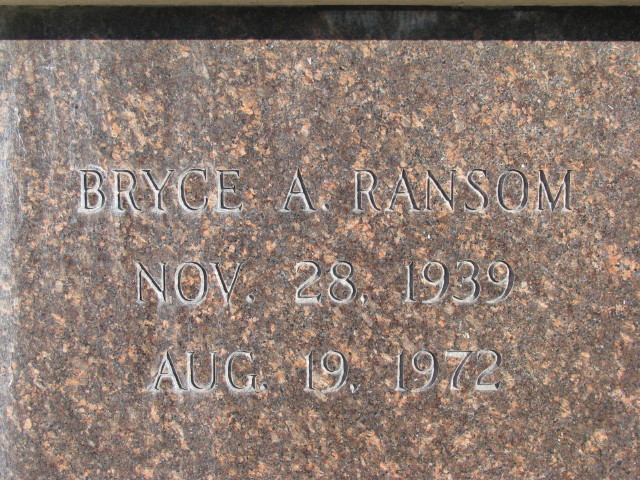 BRYCE A. RANSOM
NOV. 28, 1939
AUG. 19, 1972